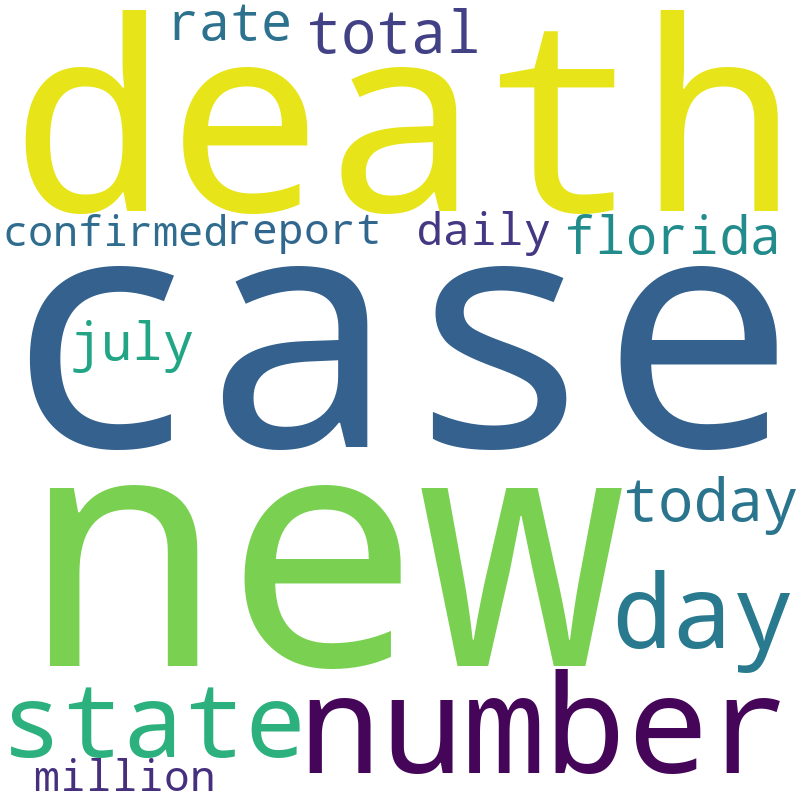 rate total
death
confirmed report daily florida
case
july
new
today
day
state number
million